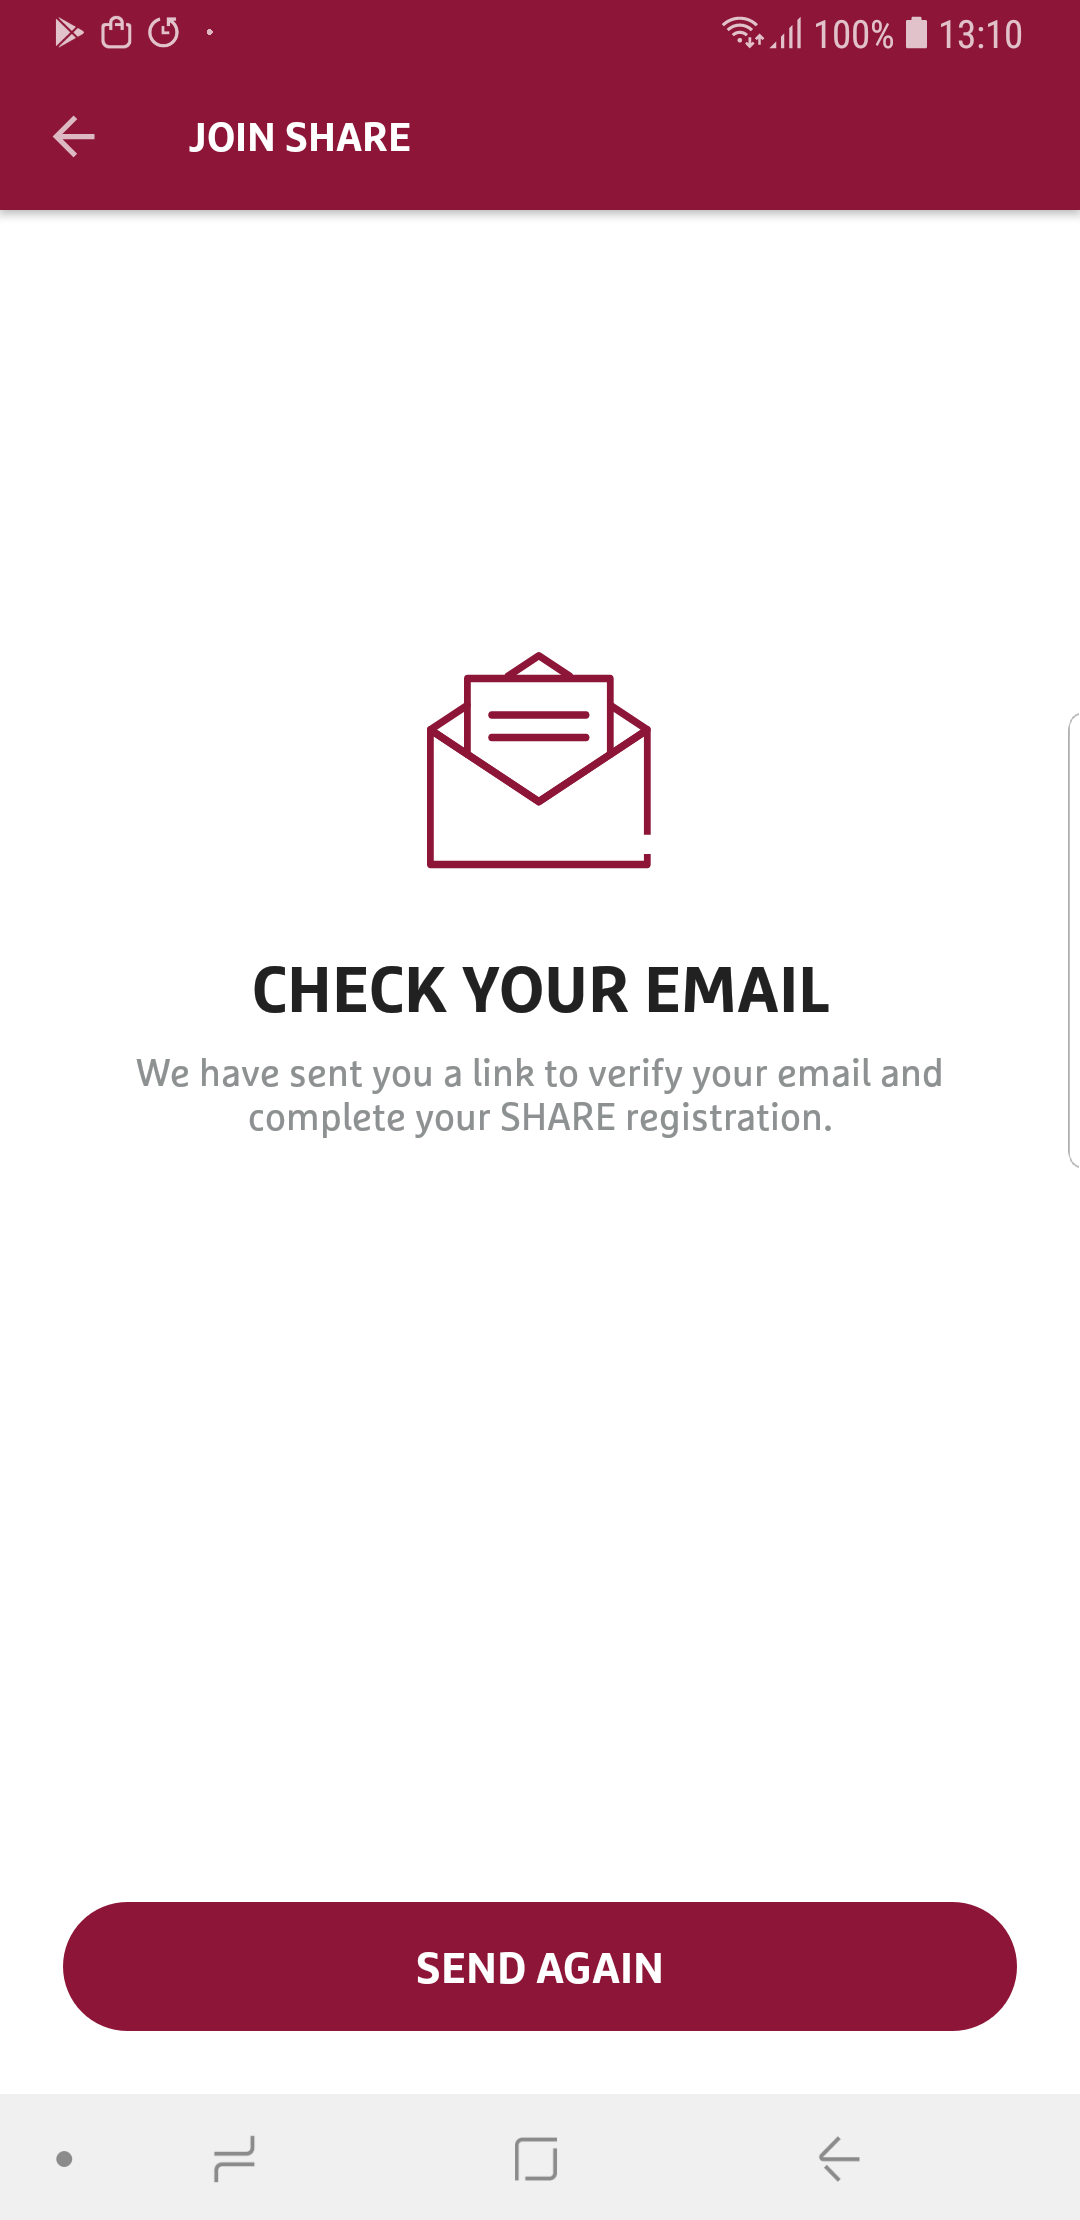 100% 13:10
JOIN SHARE
CHECK YOUR EMAIL
We have sent you a link to verify your email and
complete your SHARE registration.
SEND AGAIN